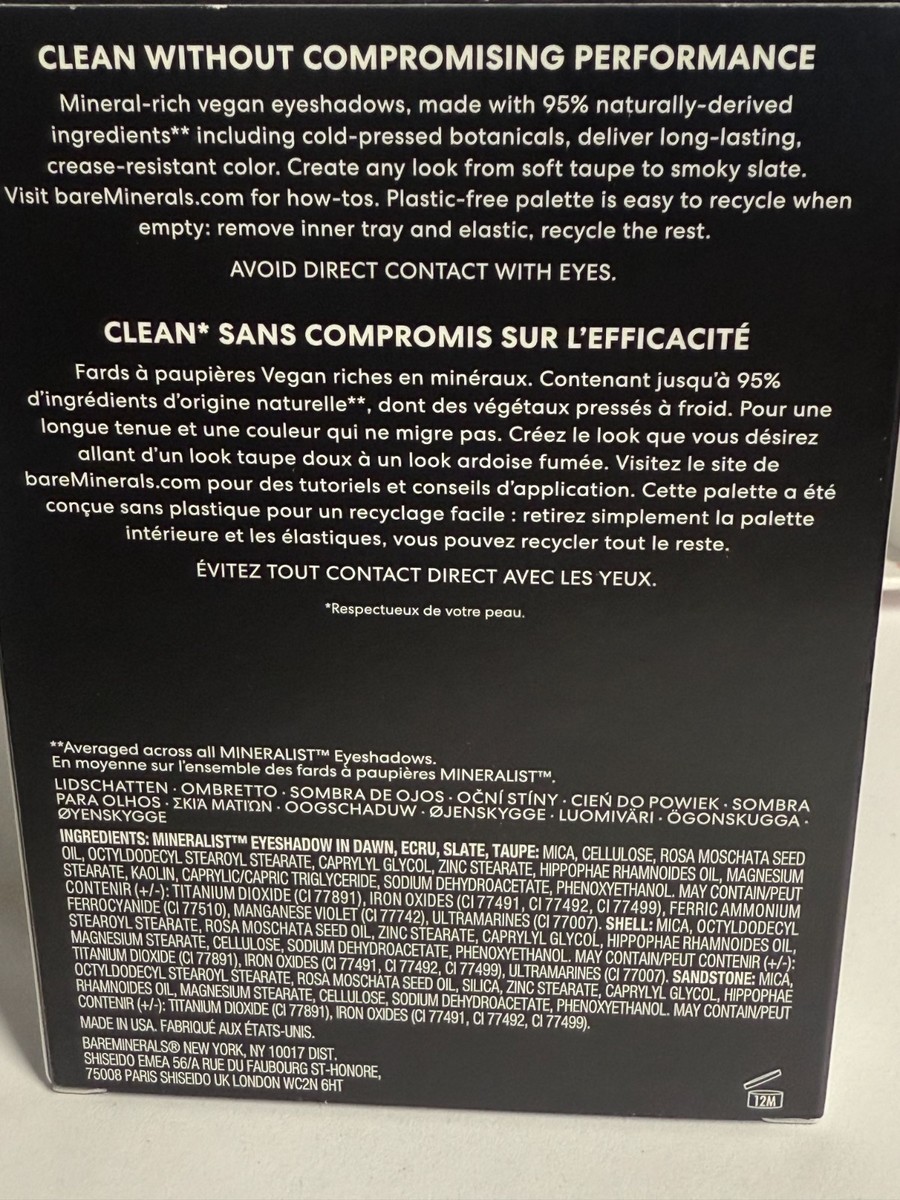 CLEAN WITHOUT COMPROMISING PERFORMANCE
Mineral-rich vegan eyeshadows, made with 95% naturally-derived
ingredients** including cold-pressed botanicals, deliver long-lasting,
crease-resistant color. Create any look from soft taupe to smoky slate.
Visit bareMinerals.com for how-tos. Plastic-free palette is easy to recycle when
empty: remove inner tray and elastic, recycle the rest.
AVOID DIRECT CONTACT WITH EYES.
CLEAN* SANS COMPROMIS SUR L'EFFICACITÉ
Fards à paupières Vegan riches en minéraux. Contenant jusqu'à 95%
d'ingrédients d'origine naturelle**, dont des végétaux pressés à froid. Pour une
longue tenue et une couleur qui ne migre pas. Créez le look que vous désirez
allant d'un look taupe doux à un look ardoise fumée. Visitez le site de
bareMinerals.com pour des tutoriels et conseils d'application. Cette palette a été
conçue sans plastique pour un recyclage facile : retirez simplement la palette
intérieure et les élastiques, vous pouvez recycler tout le reste.
ÉVITEZ TOUT CONTACT DIRECT AVEC LES YEUX.
*Respectueux de votre peau.
**Averaged across all MINERALIST™ Eyeshadows.
En moyenne sur l'ensemble des fards à paupières MINERALIST™.
LIDSCHATTEN · OMBRETTO · SOMBRA DE OJOS · OČNÍ STÍNY · CIEŃ DO POWIEK · SOMBRA
PARA OLHOS · ΣΚΙΆ ΜΑΤΙΏΝ · OOGSCHADUW · ØJENSKYGGE · LUOMIVÄRI · ÖGONSKUGGA ·
ØYENSKYGGE
INGREDIENTS: MINERALIST™ EYESHADOW IN DAWN, ECRU, SLATE, TAUPE: MICA, CELLULOSE, ROSA MOSCHATA SEED
OIL, OCTYLDODECYL STEAROYL STEARATE, CAPRYLYL GLYCOL, ZINC STEARATE, HIPPOPHAE RHAMNOIDES OIL, MAGNESIUM
STEARATE, KAOLIN, CAPRYLIC/CAPRIC TRIGLYCERIDE, SODIUM DEHYDROACETATE, PHENOXYETHANOL. MAY CONTAIN/PEUT
CONTENIR (+/-): TITANIUM DIOXIDE (CI 77891), IRON OXIDES (CI 77491, CI 77492, CI 77499), FERRIC AMMONIUM
FERROCYANIDE (CI 77510), MANGANESE VIOLET (CI 77742), ULTRAMARINES (CI 77007). SHELL: MICA, OCTYLDODECYL
STEAROYL STEARATE, ROSA MOSCHATA SEED OIL, ZINC STEARATE, CAPRYLYL GLYCOL, HIPPOPHAE RHAMNOIDES OIL,
MAGNESIUM STEARATE, CELLULOSE, SODIUM DEHYDROACETATE, PHENOXYETHANOL. MAY CONTAIN/PEUT CONTENIR (+/-):
TITANIUM DIOXIDE (CI 77891), IRON OXIDES (CI 77491, CI 77492, CI 77499), ULTRAMARINES (CI 77007). SANDSTONE: MICA,
OCTYLDODECYL STEAROYL STEARATE, ROSA MOSCHATA SEED OIL, SILICA, ZINC STEARATE, CAPRYLYL GLYCOL, HIPPOPHAE
RHAMNOIDES OIL, MAGNESIUM STEARATE, CELLULOSE, SODIUM DEHYDROACETATE, PHENOXYETHANOL. MAY CONTAIN/PEUT
CONTENIR (+/-): TITANIUM DIOXIDE (CI 77891), IRON OXIDES (CI 77491, CI 77492, CI 77499).
MADE IN USA. FABRIQUÉ AUX ÉTATS-UNIS.
BAREMINERALS® NEW YORK, NY 10017 DIST.
SHISEIDO EMEA 56/A RUE DU FAUBOURG ST-HONORE,
75008 PARIS SHISEIDO UK LONDON WC2N 6HT
12M